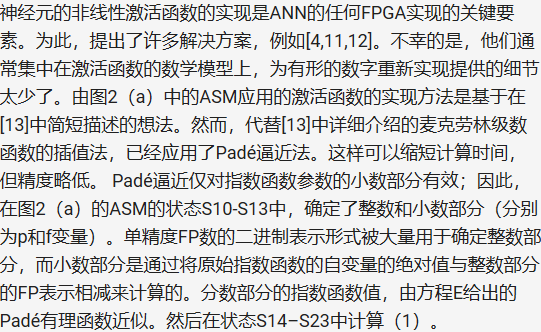 神经元的非线性激活函数的实现是ANN的任何FPGA实现的关键要
素。为此，提出了许多解决方案，例如[4,11,12]。不幸的是，他们通
常集中在激活函数的数学模型上，为有形的数字重新实现提供的细节
太少了。由图2（a）中的ASM应用的激活函数的实现方法是基于在
[13]中简短描述的想法。然而，代替[13]中详细介绍的麦克劳林级数
函数的插值法，已经应用了Padé逼近法。这样可以缩短计算时间，
但精度略低。 Padé逼近仅对指数函数参数的小数部分有效；因此，
在图2（a）的ASM的状态S10-S13中，确定了整数和小数部分（分别
为p和f变量）。单精度FP数的二进制表示形式被大量用于确定整数部
分，而小数部分是通过将原始指数函数的自变量的绝对值与整数部分
的FP表示相减来计算的。分数部分的指数函数值，由方程E给出的
Padé有理函数近似。然后在状态S14–S23中计算（1）。